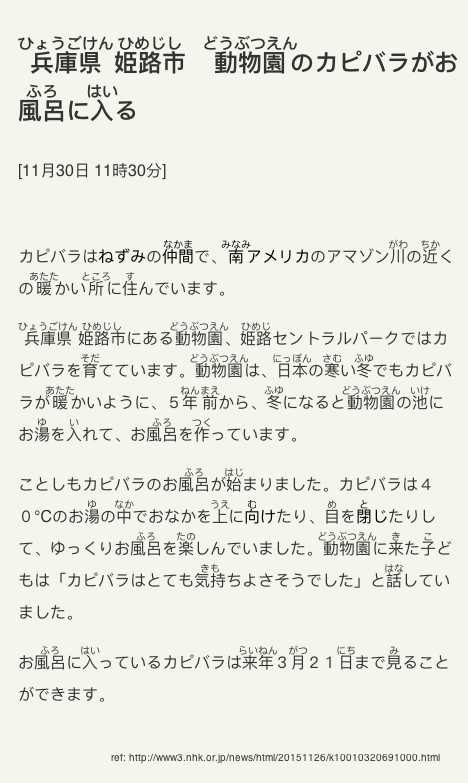 兵庫県 姫路市　動物園のカピバラがお
風呂に入る
[11月30日 11時30分]
カピバラはねずみの仲間で、南アメリカのアマゾン川の近く
の暖かい所に住んでいます。
兵庫県 姫路市にある動物園、姫路セントラルパークではカ
ピバラを育てています。動物園は、日本の寒い冬でもカピバ
ラが暖かいように、５年前から、冬になると動物園の池に
お湯を入れて、お風呂を作っています。
ことしもカピバラのお風呂が始まりました。カピバラは４
０℃のお湯の中でおなかを上に向けたり、目を閉じたりし
て、ゆっくりお風呂を楽しんでいました。動物園に来た子ど
もは「カピバラはとても気持ちよさそうでした」と話してい
ました。
お風呂に入っているカピバラは来年３月２１日まで見ること
ができます。
ref: http://www3.nhk.or.jp/news/html/20151126/k10010320691000.html